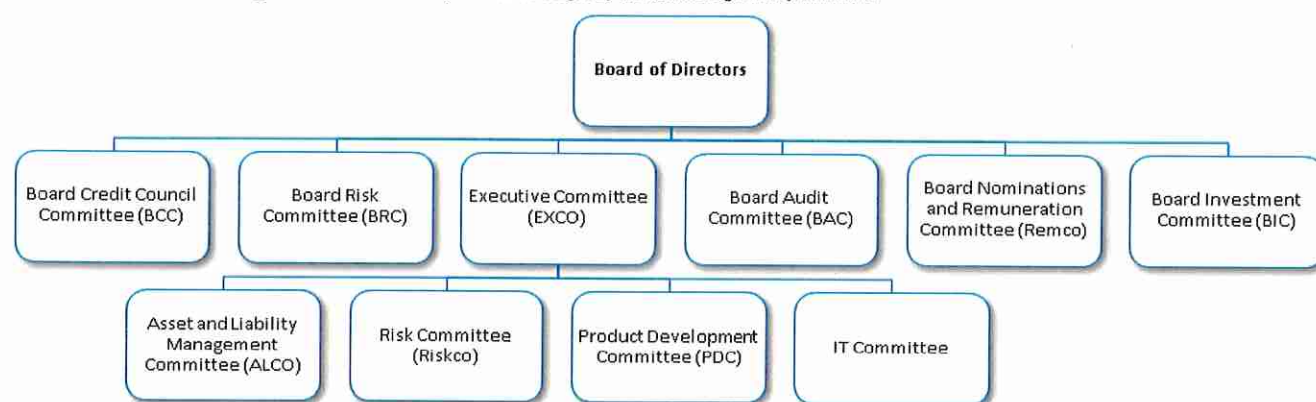 Board of Directors
Board Credit Council
Committee (BCC)
Board Risk
Committee (BRC)
Executive Committee
(EXCO)
Board Audit
Committee (BAC)
Board Nominations
and Remuneration
Committee (Remco)
Board Investment
Committee (BIC)
Asset and Liability
Management
Committee (ALCO)
Risk Committee
(Riskco)
Product Development
Committee (PDC)
IT Committee